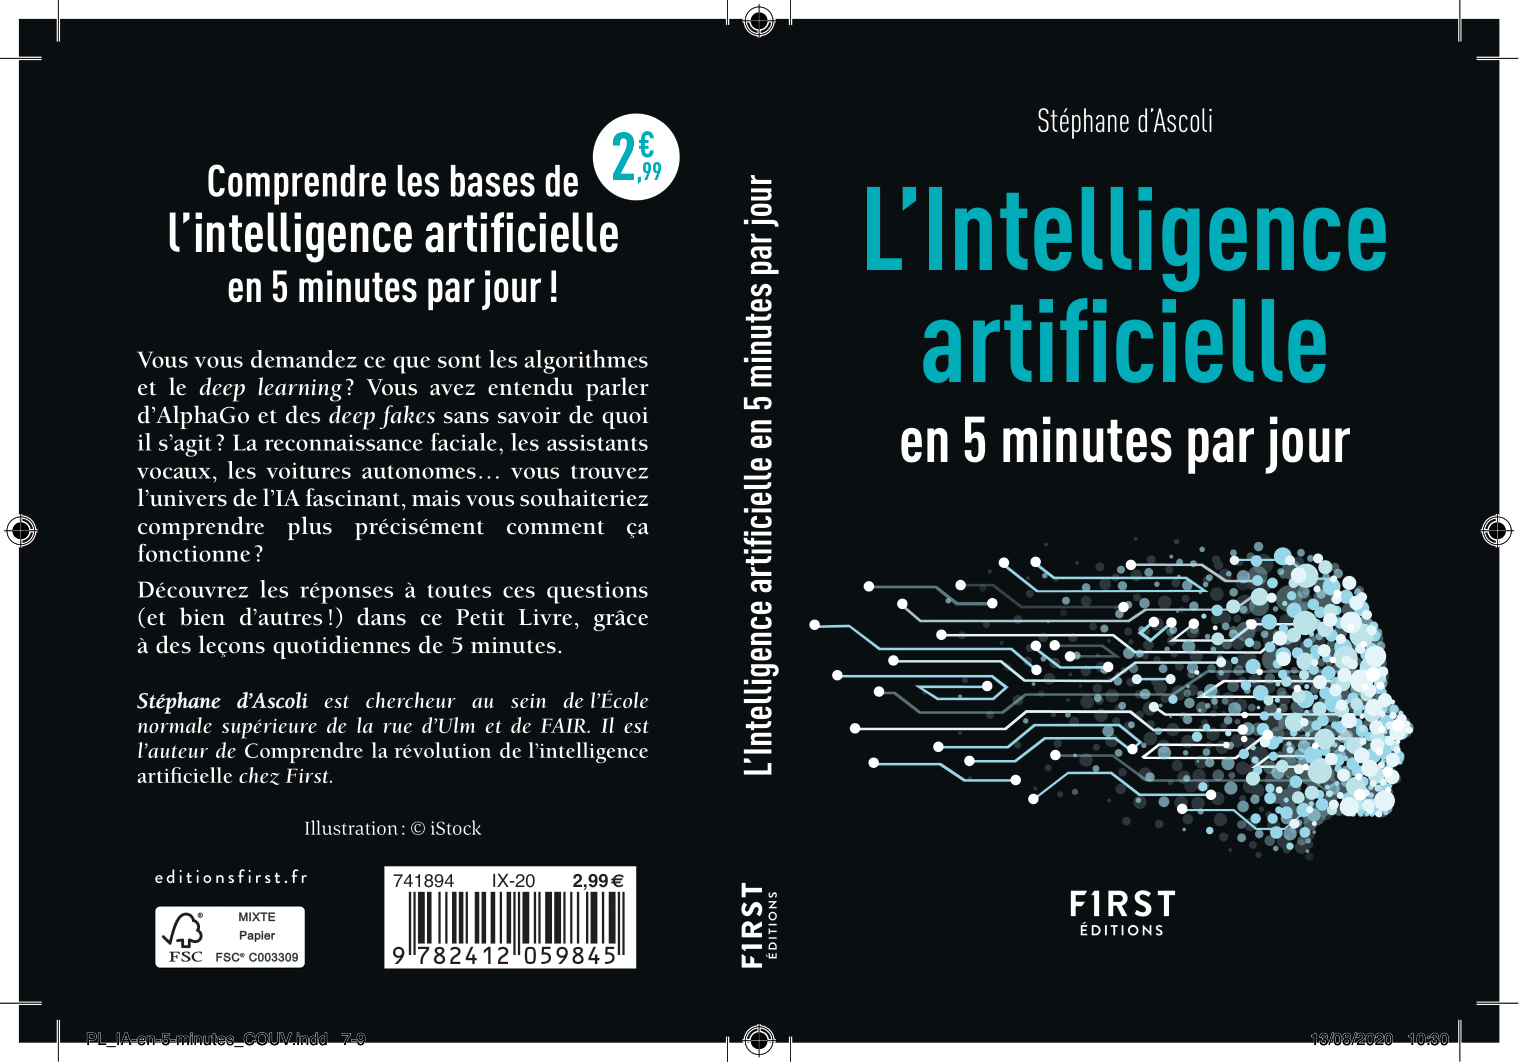 2€,99
Comprendre les bases de
l’intelligence artificielle
en 5 minutes par jour !
Vous vous demandez ce que sont les algorithmes
et le deep learning ? Vous avez entendu parler
d’AlphaGo et des deep fakes sans savoir de quoi
il s’agit ? La reconnaissance faciale, les assistants
vocaux, les voitures autonomes… vous trouvez
l’univers de l’IA fascinant, mais vous souhaiteriez
comprendre plus précisément comment ça
fonctionne ?
Découvrez les réponses à toutes ces questions
(et bien d’autres !) dans ce Petit Livre, grâce
à des leçons quotidiennes de 5 minutes.
Stéphane d’Ascoli est chercheur au sein de l’École
normale supérieure de la rue d’Ulm et de FAIR. Il est
l’auteur de Comprendre la révolution de l’intelligence
artificielle chez First.
Illustration : © iStock
editionsfirst.fr
MIXTE
Papier
FSC® C003309
FSC
®
741894 IX-20 2,99 €
9 782412 059845
L’Intelligence artificielle en 5 minutes par jour
F1RST
ÉDITIONS
Stéphane d’Ascoli
L’Intelligence
artificielle
en 5 minutes par jour
F1RST
ÉDITIONS
PL_IA-en-5-minutes_COUV.indd 7-9
13/08/2020 10:30